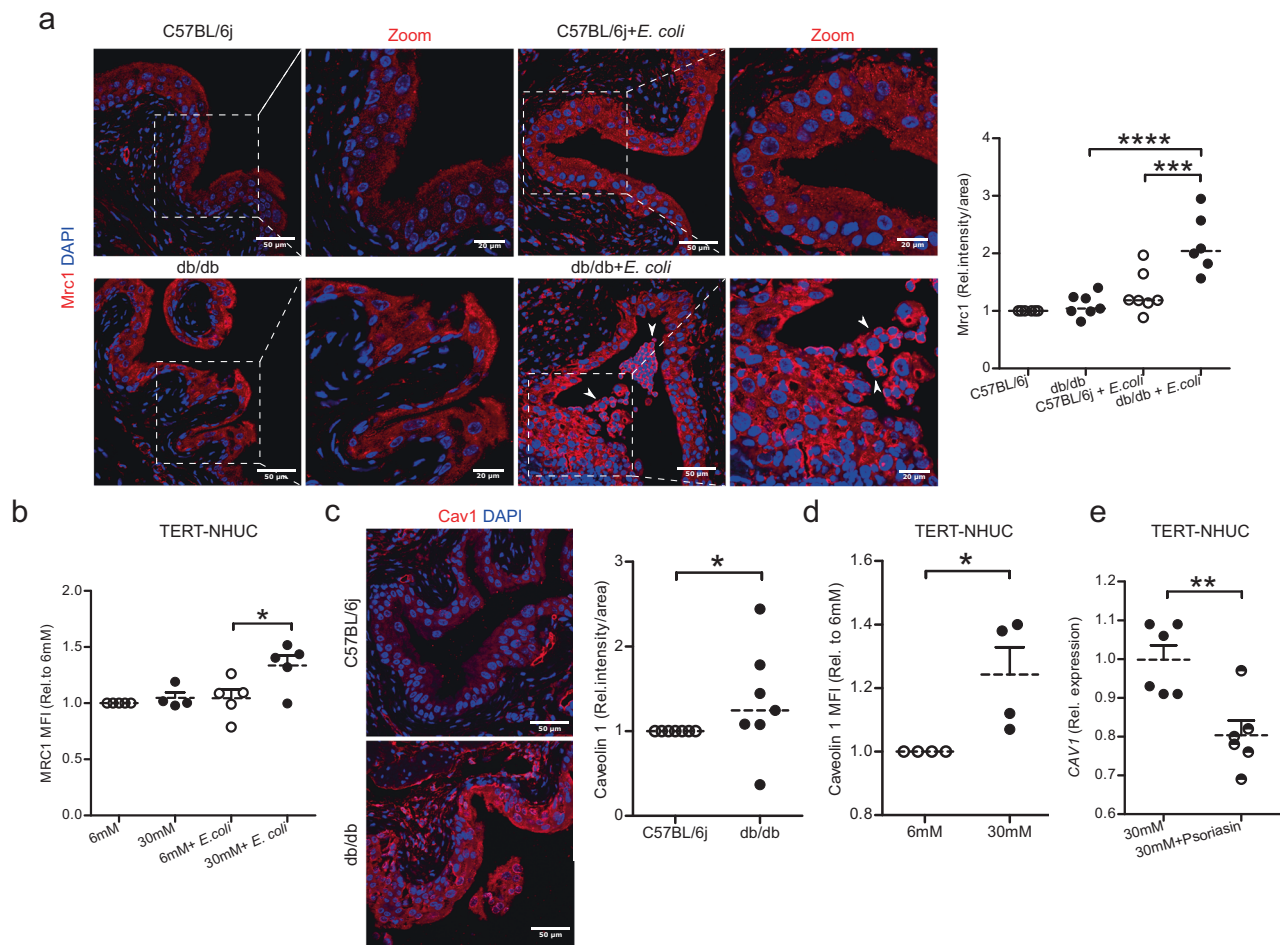 a
C57BL/6j
Zoom
C57BL/6j+E. coli
Zoom
Mrc1 DAPI
50 µm
20 µm
50 µm
20 µm
db/db
db/db+E. coli
50 µm
20 µm
50 µm
20 µm
Mrc1 (Rel.intensity/area)
4
3
2
1
0
****
***
C57BL/6j
db/db
C57BL/6j + E.coli
db/db + E.coli
b
TERT-NHUC
MRC1 MFI (Rel.to 6mM)
2.0
1.5
1.0
0.5
0.0
*
6mM
30mM
6mM+ E.coli
30mM+ E. coli
c
Cav1 DAPI
C57BL/6j
50 µm
db/db
50 µm
Caveolin 1 (Rel.intensity/area)
3
2
1
0
*
C57BL/6j
db/db
d
TERT-NHUC
Caveolin 1 MFI (Rel. to 6mM)
1.6
1.4
1.2
1.0
0.8
*
6mM
30mM
e
TERT-NHUC
CAV1 (Rel. expression)
1.2
1.1
1.0
0.9
0.8
0.7
0.6
**
30mM
30mM+Psoriasin